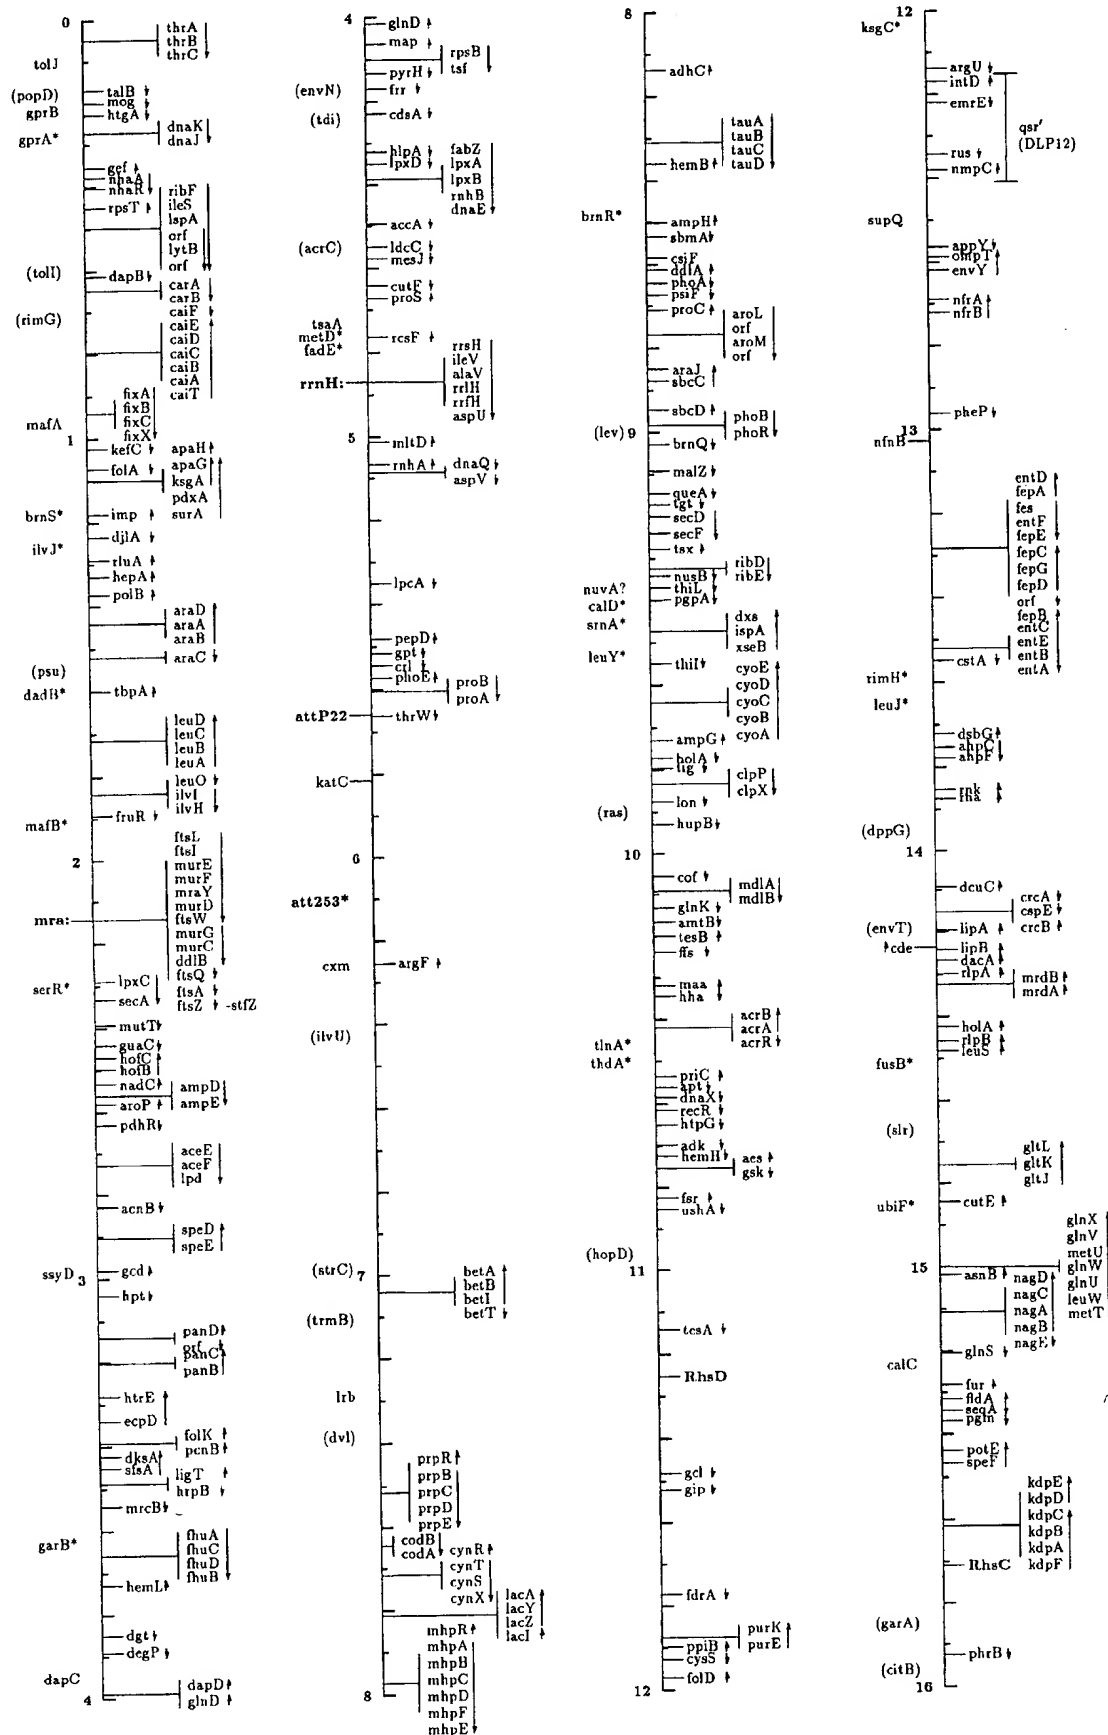 0
thrA
thrB
thrC
tolJ
(popD)
talB
mog
gprB
htgA
gprA*
dnaK
dnaJ
gef
nhaA
nhaR
rpsT
ribF
ileS
lspA
orf
lytB
orf
(tolI)
dapB
carA
carB
caiF
(rimG)
caiE
caiD
caiC
caiB
caiA
caiT
fixA
fixB
fixC
fixX
mafA
1
kefC
apaH
folA
apaG
ksgA
pdxA
surA
brnS*
imp
djlA
ilvJ*
rluA
hepA
polB
araD
araA
araB
araC
(psu)
dadB*
tbpA
leuD
leuC
leuB
leuA
leuO
ilvI
ilvH
mafB*
fruR
2
ftsL
ftsI
murE
murF
mraY
murD
mra:
ftsW
murG
murC
ddlB
ftsQ
ftsA
ftsZ -stfZ
serR*
lpxC
secA
mutT
guaC
hofC
hofB
nadC
ampD
aroP
ampE
pdhR
aceE
aceF
lpd
acnB
speD
speE
ssyD 3
gcd
hpt
panD
orf
panC
panB
htrE
ecpD
folK
pcnB
dksA
sfsA
ligT
hrpB
mrcB
garB*
fhuA
fhuC
fhuD
fhuB
hemL
dgt
degP
dapC
4
dapD
glnD
4
glnD
map
rpsB
tsf
pyrH
(envN)
frr
(tdi)
cdsA
hlpA
lpxD
fabZ
lpxA
lpxB
rnhB
dnaE
accA
(acrC)
ldcC
mesJ
cutF
proS
tsaA
metD*
rcsF
fadE*
rrsH
ileV
alaV
rrnH:
rrlH
rrfH
aspU
5
mltD
rnhA
dnaQ
aspV
lpcA
pepD
gpt
crl
phoE
proB
proA
attP22
thrW
katC
6
att253*
cxm
argF
(ilvU)
(strC) 7
betA
betB
betI
betT
(trmB)
lrb
(dvl)
prpR
prpB
prpC
prpD
prpE
codB
codA
cynR
cynT
cynS
cynX
lacA
lacY
lacZ
lacI
mhpR
mhpA
mhpB
mhpC
mhpD
mhpF
mhpE
8
8
adhC
tauA
tauB
tauC
tauD
hemB
brnR*
ampH
sbmA
csiF
ddlA
phoA
psiF
proC
aroL
orf
aroM
orf
araJ
sbcC
sbcD
phoB
phoR
(lev) 9
brnQ
malZ
queA
tgt
secD
secF
tsx
ribD
ribE
nusB
nuvA?
thiL
calD*
pgpA
srnA*
dxs
ispA
xseB
leuY*
thiI
cyoE
cyoD
cyoC
cyoB
cyoA
ampG
bolA
tig
clpP
clpX
lon
(ras)
hupB
10
cof
mdlA
mdlB
glnK
amtB
tesB
ffs
maa
hha
acrB
acrA
acrR
tlnA*
thdA*
priC
apt
dnaX
recR
htpG
adk
hemH
aes
gsk
fsr
ushA
(hopD)
11
tesA
RhsD
gcl
gip
fdrA
purK
purE
ppiB
cysS
folD
12
12
ksgC*
argU
intD
emrE
qsr'
(DLP12)
rus
nmpC
supQ
appY
ompT
envY
nfrA
nfrB
pheP
13
nfnB
entD
fepA
fes
entF
fepE
fepC
fepG
fepD
orf
fepB
entC
entE
entB
entA
cstA
rimH*
leuJ*
dsbG
ahpC
ahpF
rnk
rna
(dppG)
14
dcuC
crcA
cspE
crcB
(envT)
lipA
cde
lipB
dacA
rlpA
mrdB
mrdA
holA
rlpB
leuS
fusB*
(slr)
gltL
gltK
gltJ
ubiF*
cutE
glnX
glnV
metU
glnW
glnU
leuW
metT
15
asnB
nagD
nagC
nagA
nagB
nagE
glnS
calC
fur
fldA
seqA
pgm
potE
speF
kdpE
kdpD
kdpC
kdpB
kdpA
kdpF
RhsC
(garA)
phrB
(citB)
16